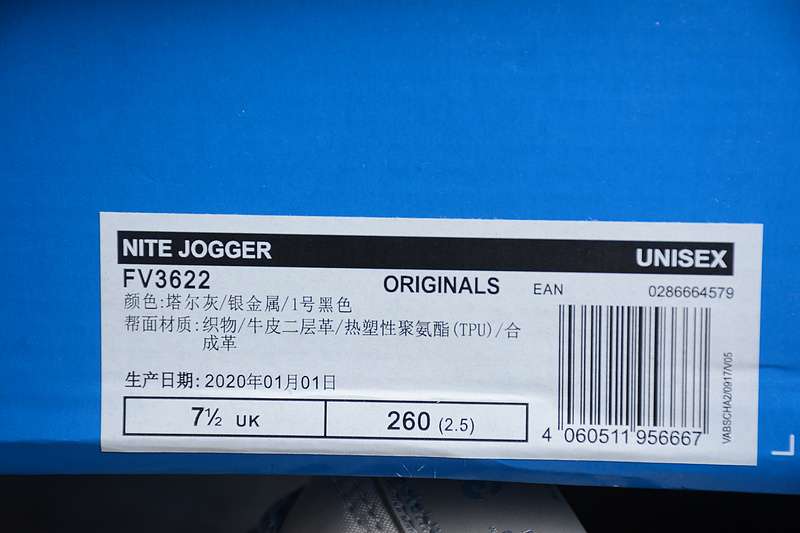 NITE JOGGER UNISEX
FV3622 ORIGINALS EAN 0286664579
颜色:塔尔灰/银金属/1号黑色
帮面材质:织物/牛皮二层革/热塑性聚氨酯(TPU)/合
成革
生产日期:2020年01月01日
7½ UK 260 (2.5)
4 060511 956667
VABSCHA2/0917/V05